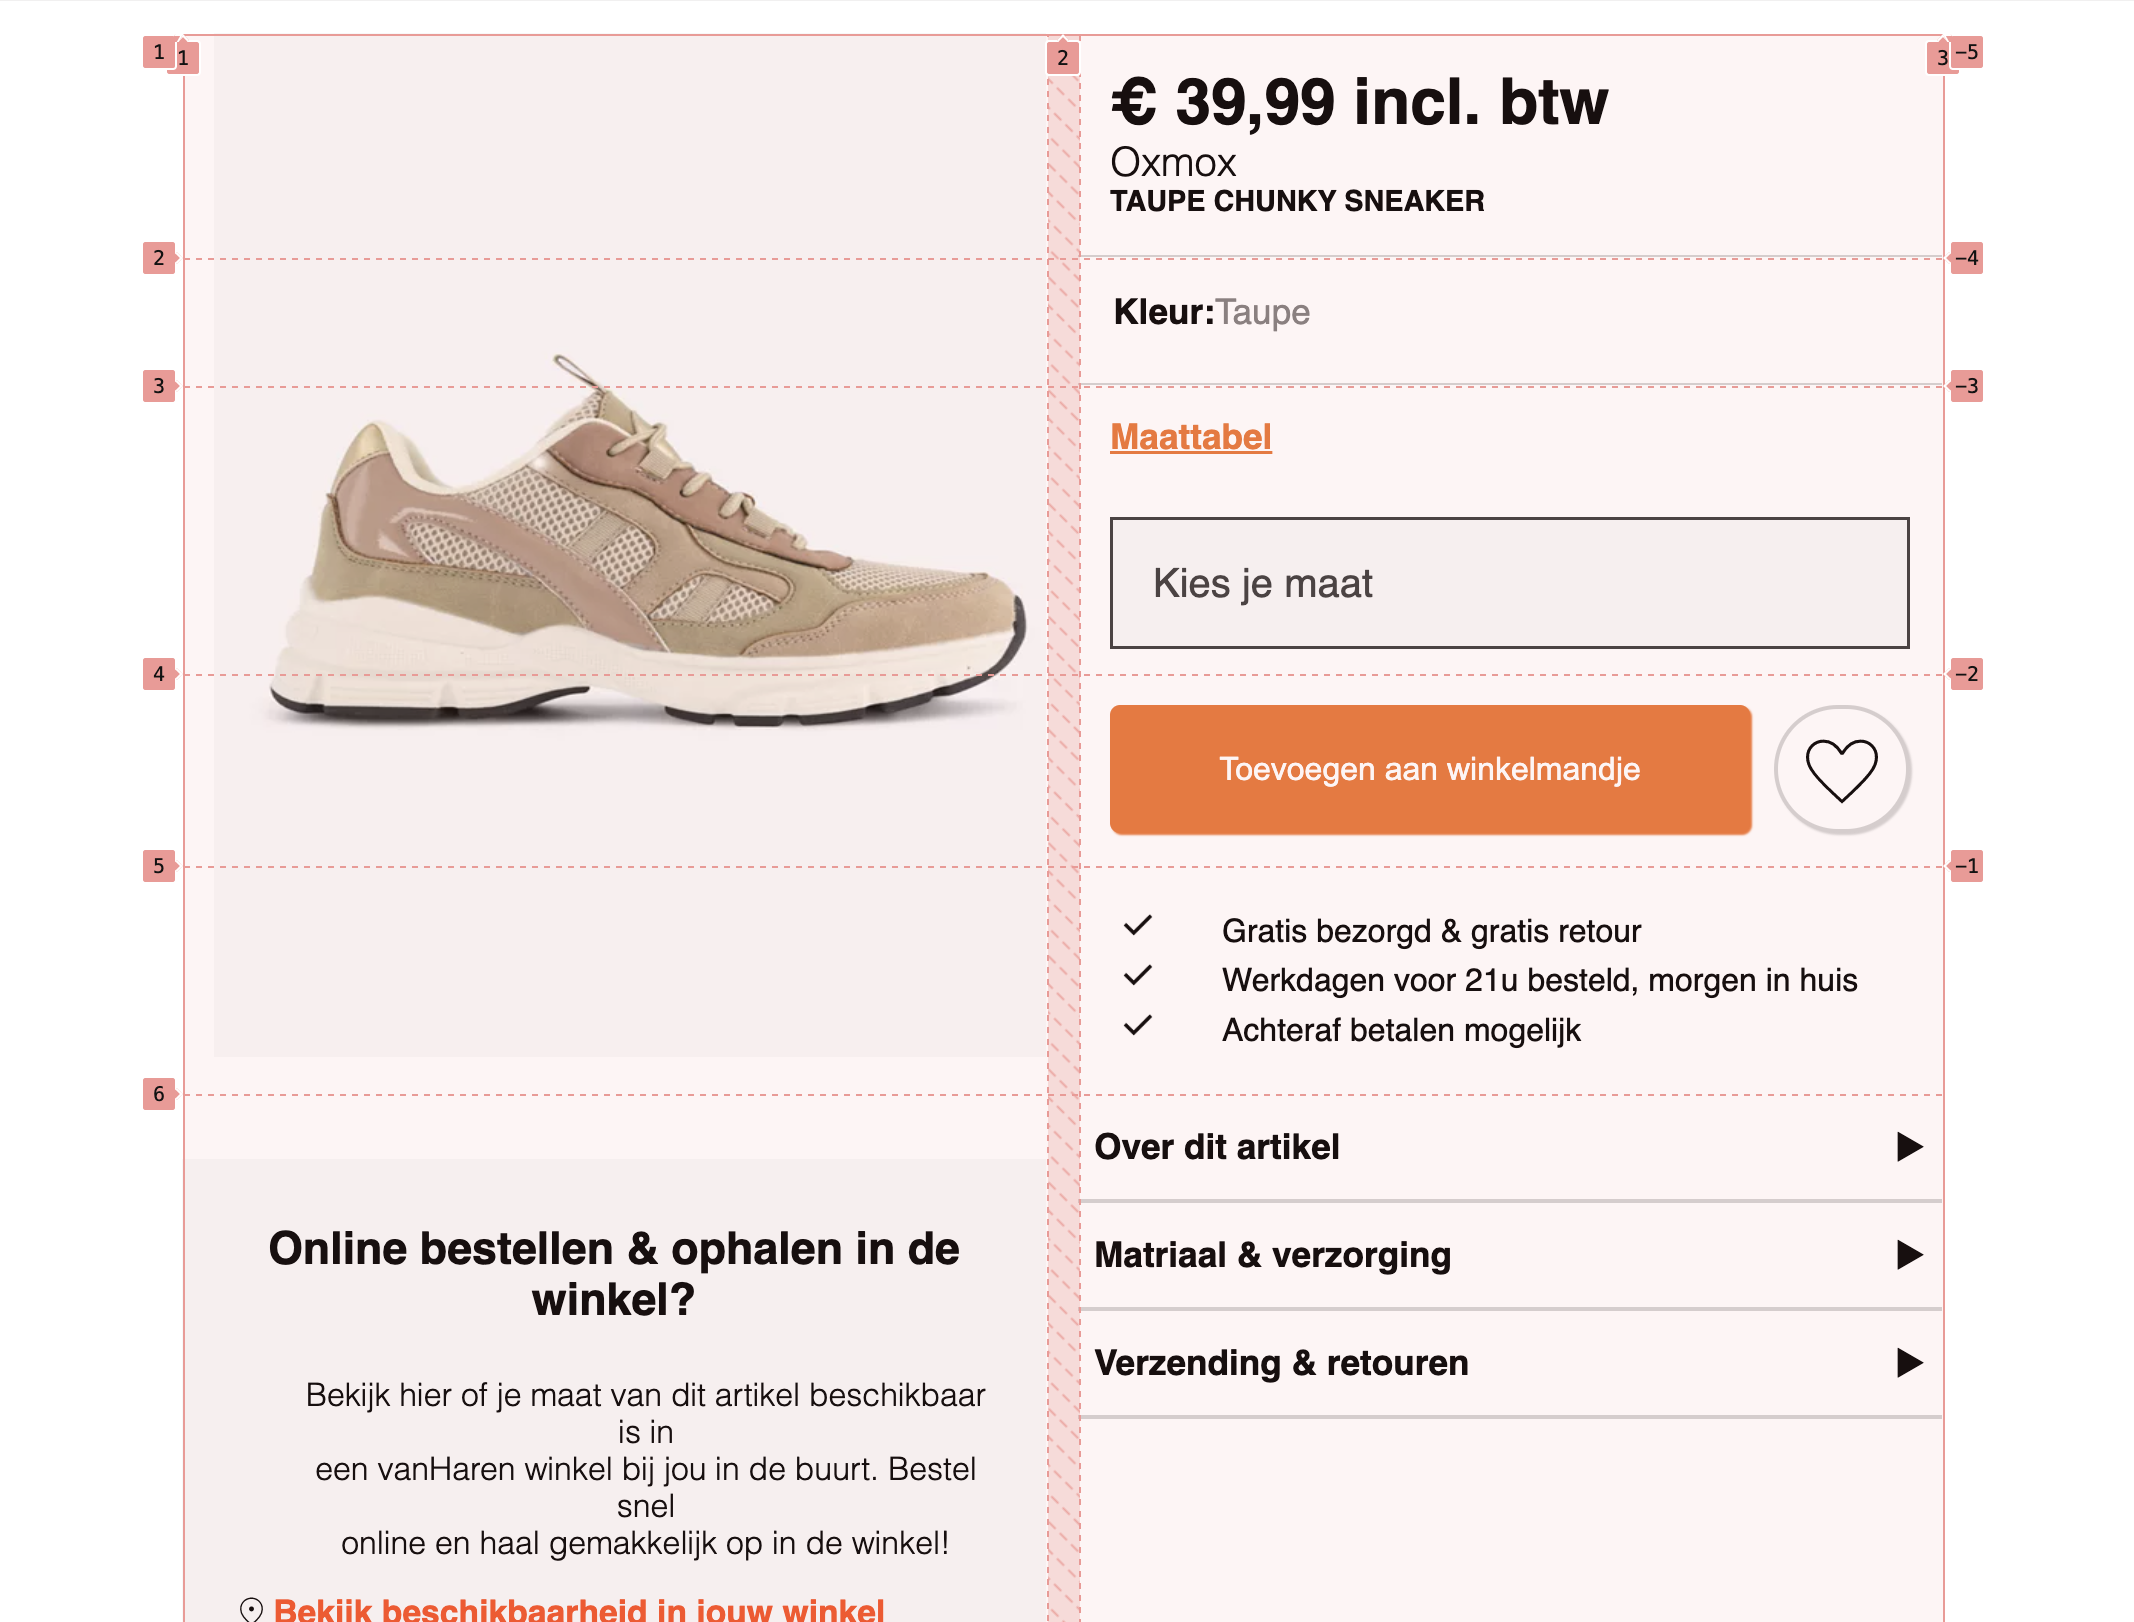 1
1
2
3
−5
€ 39,99 incl. btw
Oxmox
TAUPE CHUNKY SNEAKER
2
−4
Kleur:Taupe
3
−3
Maattabel
Kies je maat
4
−2
Toevoegen aan winkelmandje
5
−1
Gratis bezorgd & gratis retour
Werkdagen voor 21u besteld, morgen in huis
Achteraf betalen mogelijk
6
Over dit artikel
Matriaal & verzorging
Verzending & retouren
Online bestellen & ophalen in de
winkel?
Bekijk hier of je maat van dit artikel beschikbaar
is in
een vanHaren winkel bij jou in de buurt. Bestel
snel
online en haal gemakkelijk op in de winkel!
Bekijk beschikbaarheid in jouw winkel